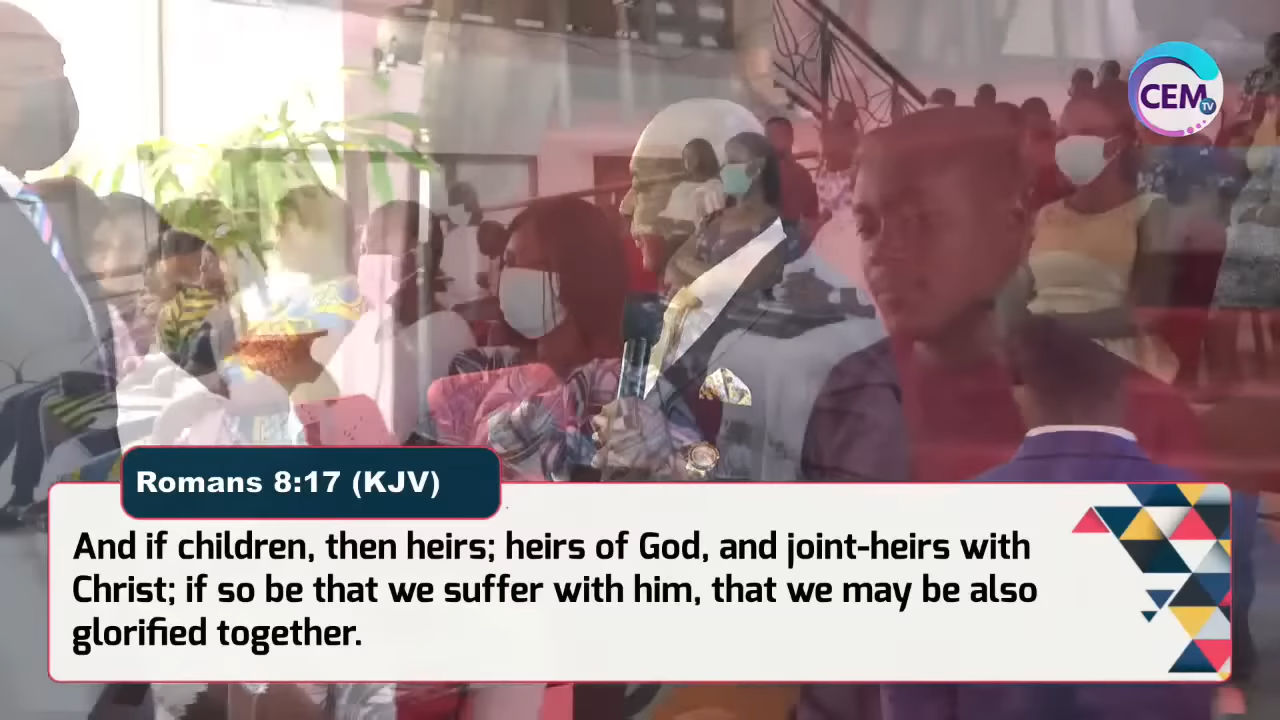 CEM
TV
Romans 8:17 (KJV)
And if children, then heirs; heirs of God, and joint-heirs with
Christ; if so be that we suffer with him, that we may be also
glorified together.